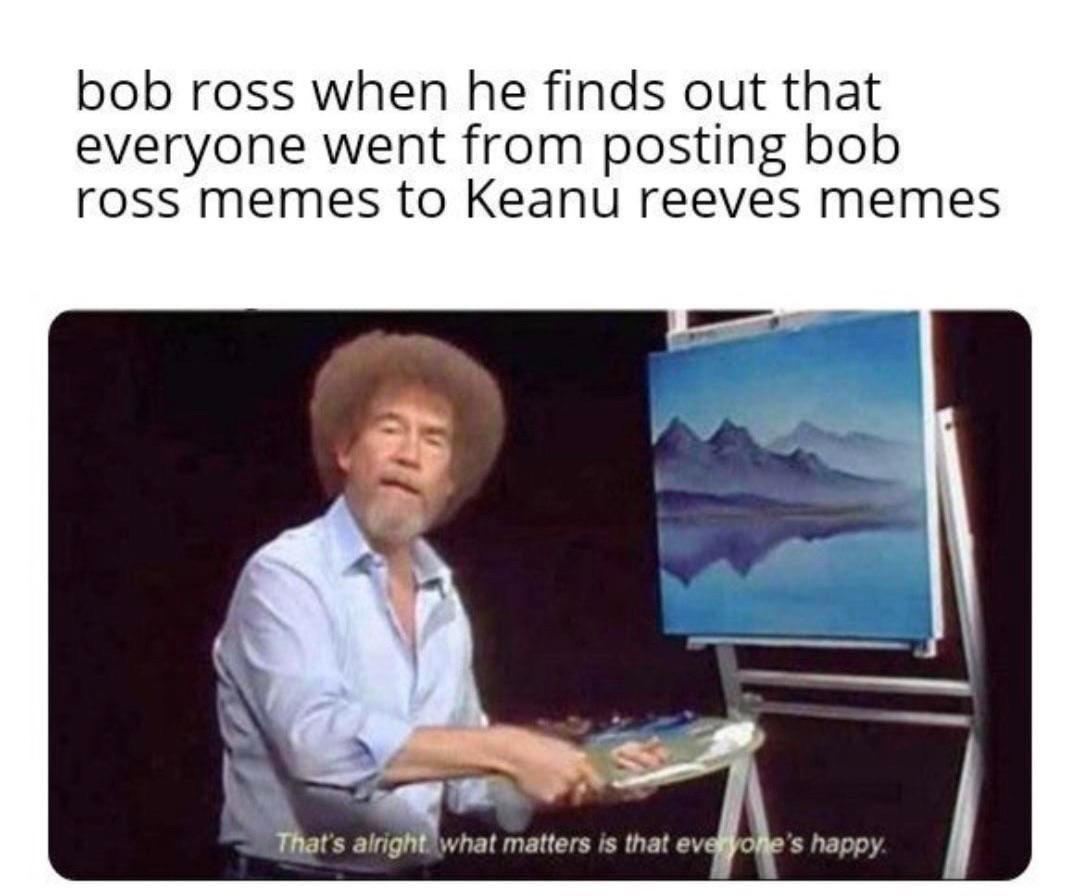 bob ross when he finds out that
everyone went from posting bob
ross memes to Keanu reeves memes
That's alright. what matters is that everyone's happy.